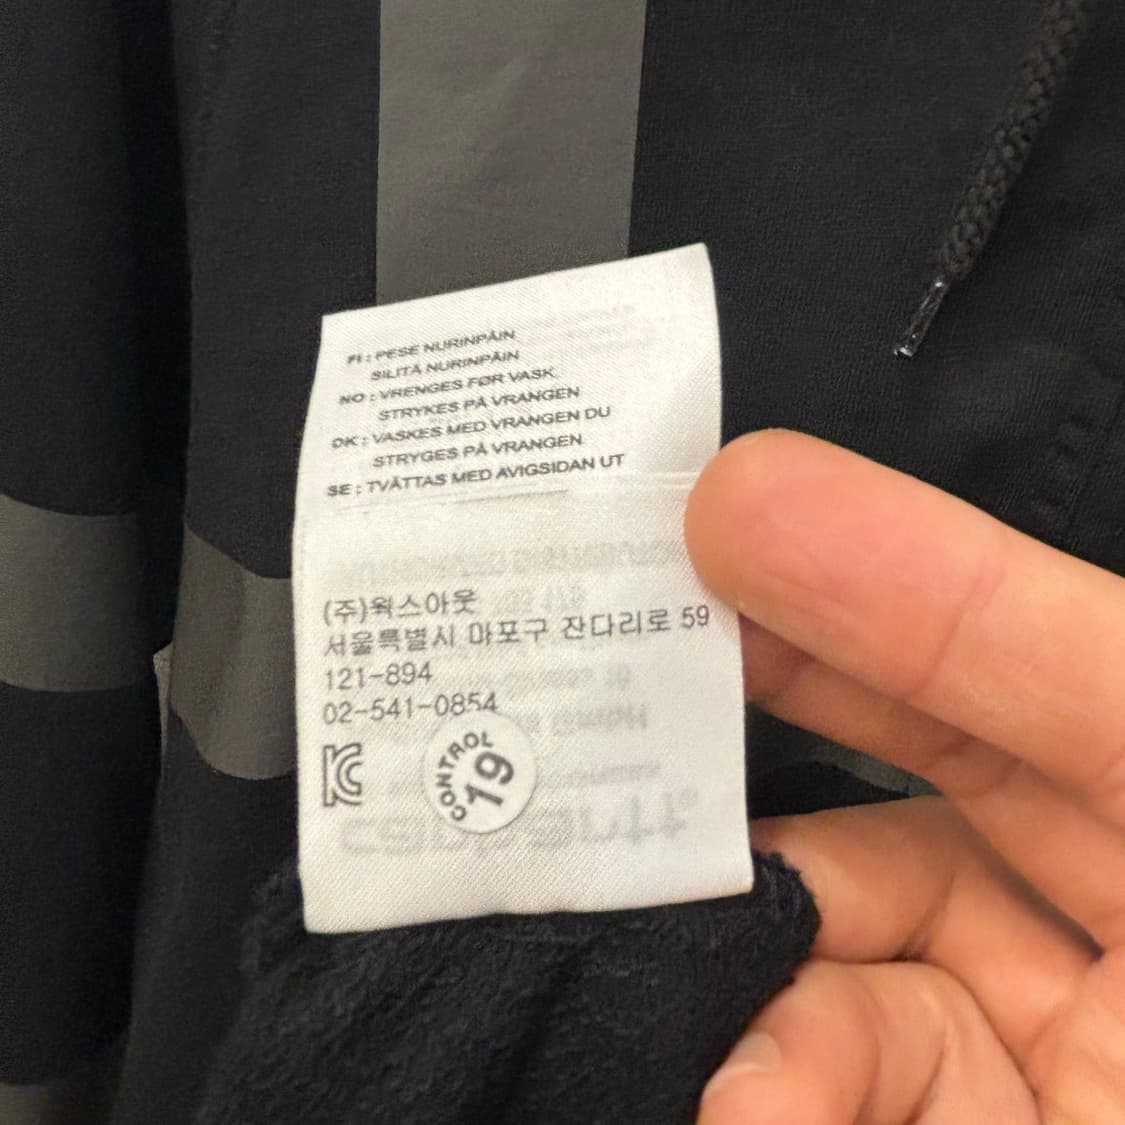 FI : PESE NURINPÄIN
SILITÄ NURINPÄIN
NO : VRENGES FØR VASK
STRYKES PÅ VRANGEN
DK : VASKES MED VRANGEN DU
STRYGES PÅ VRANGEN
SE : TVÄTTAS MED AVIGSIDAN UT
(주)웍스아웃
서울특별시 마포구 잔다리로 59
121-894
02-541-0854
KC
CONTROL
19